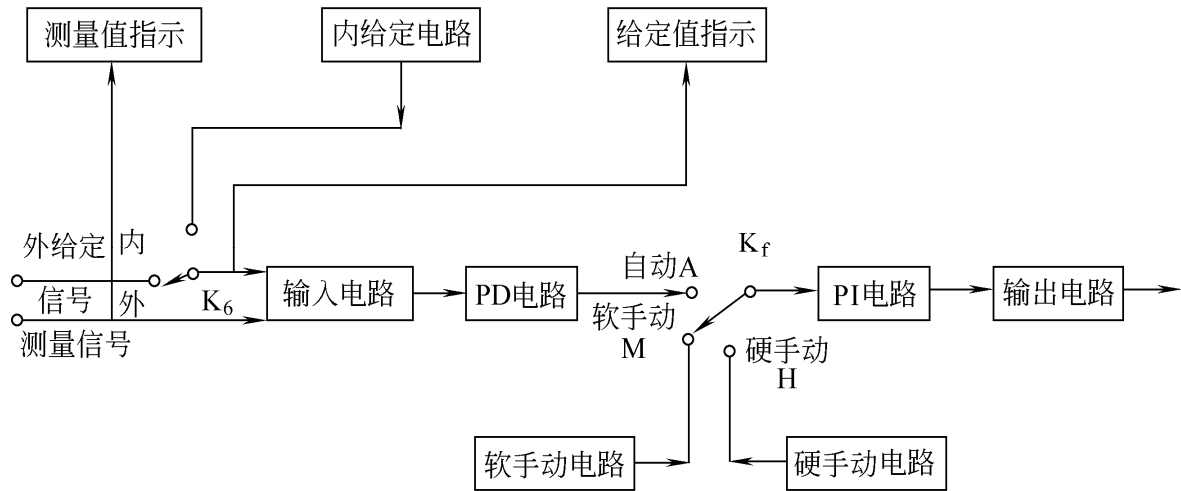 测量值指示
内给定电路
给定值指示
外给定
内
信号
外
K6
测量信号
输入电路
PD电路
自动A
软手动
M
Kf
硬手动
H
PI电路
输出电路
软手动电路
硬手动电路